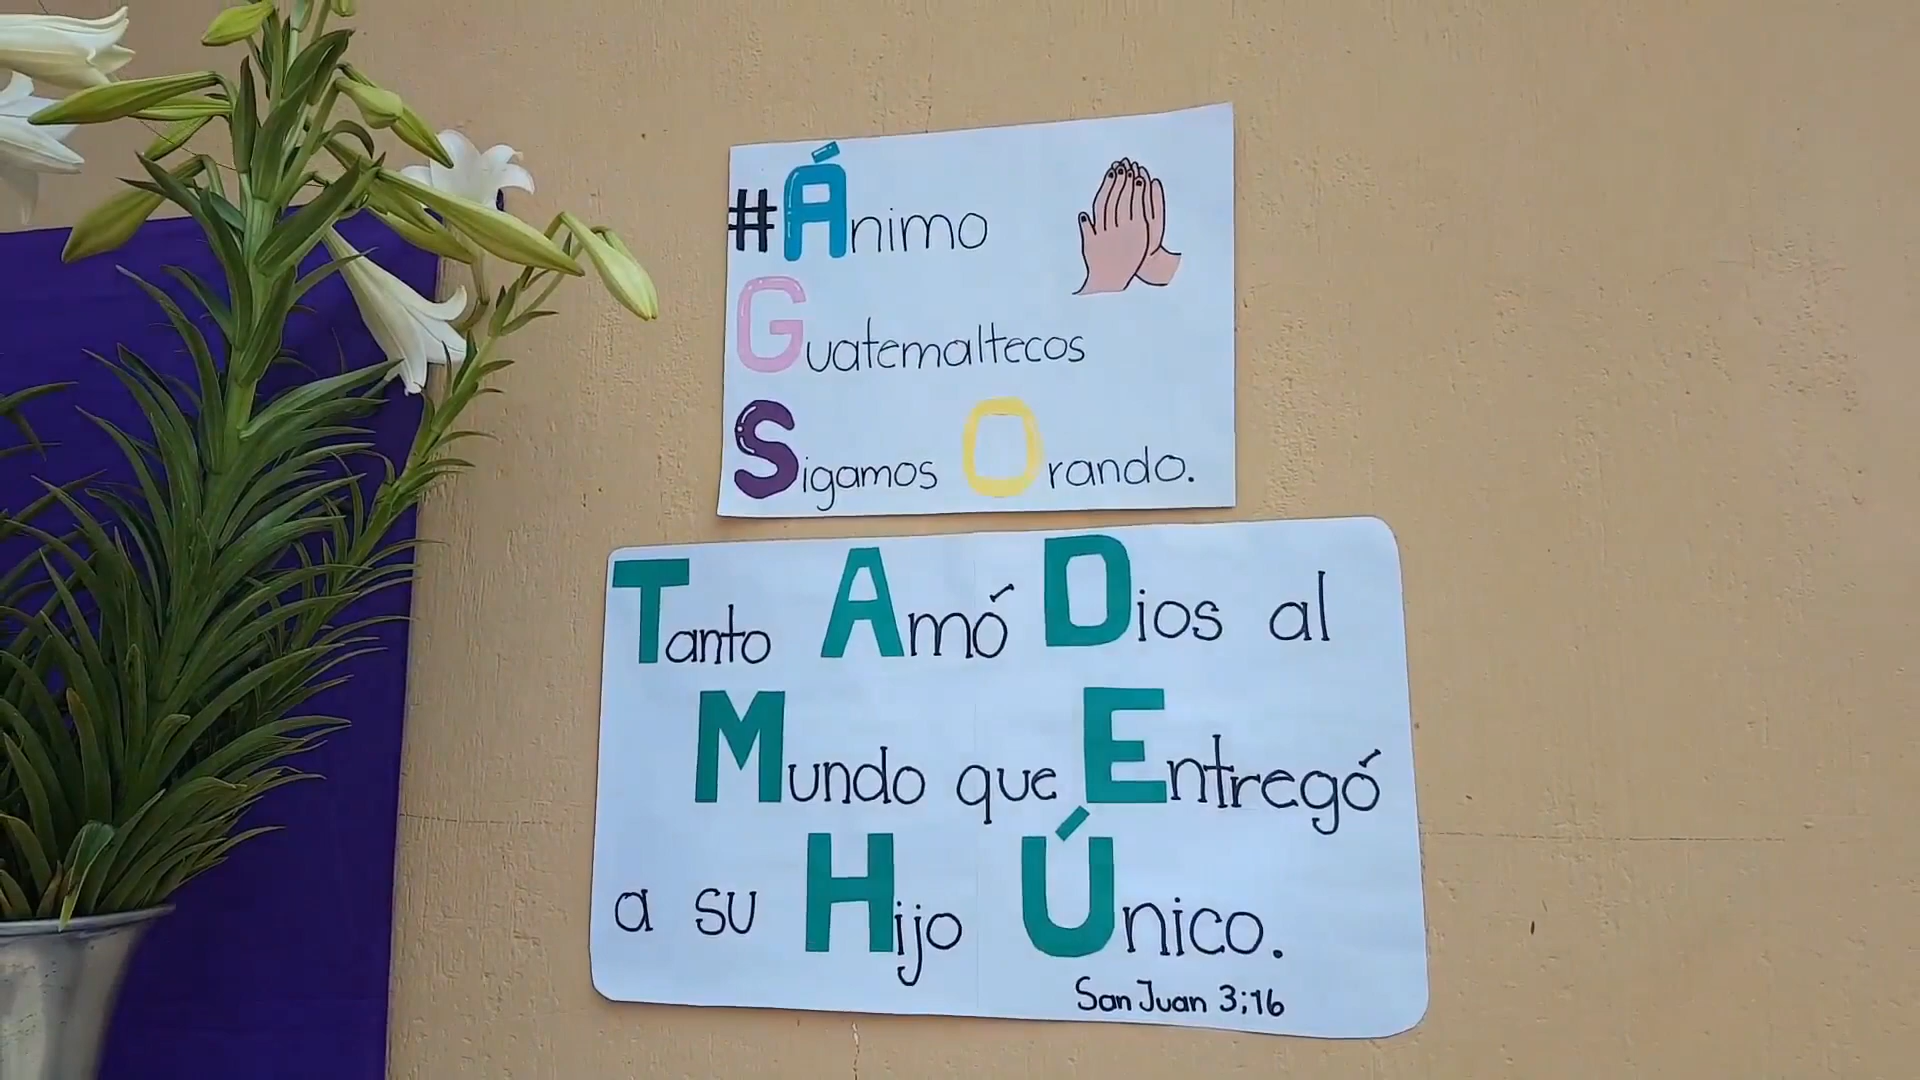 #Ánimo
Guatemaltecos
Sigamos Orando.
Tanto Amó Dios al
Mundo que Entregó
a su Hijo Único.
San Juan 3;16